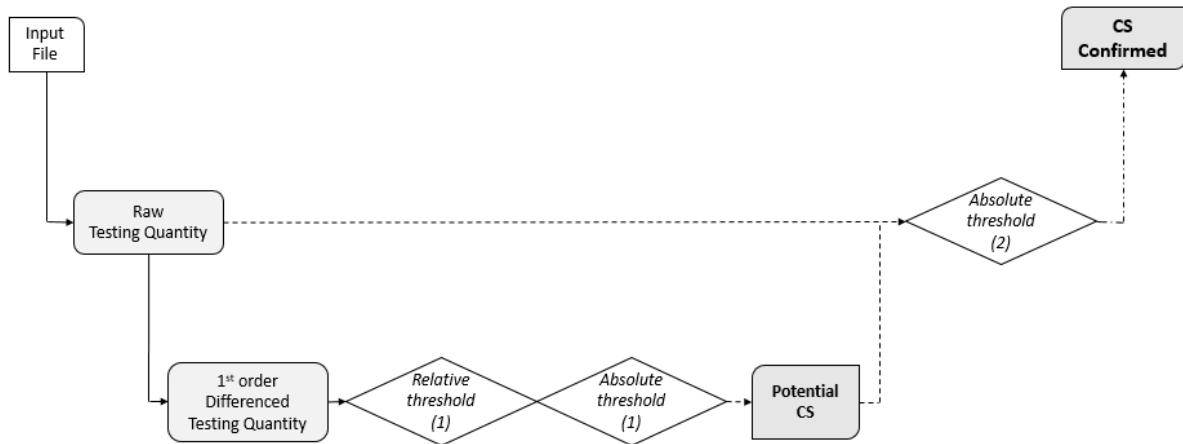 Input
File
CS
Confirmed
Raw
Testing Quantity
Absolute
threshold
(2)
1st order
Differenced
Testing Quantity
Relative
threshold
(1)
Absolute
threshold
(1)
Potential
CS